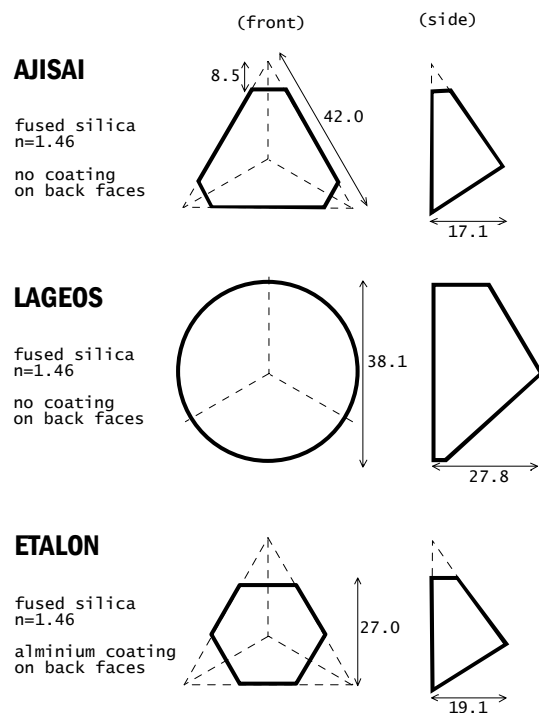 (front)
(side)
AJISAI
8.5
42.0
fused silica
n=1.46
no coating
on back faces
17.1
LAGEOS
fused silica
n=1.46
no coating
on back faces
38.1
27.8
ETALON
fused silica
n=1.46
alminium coating
on back faces
27.0
19.1